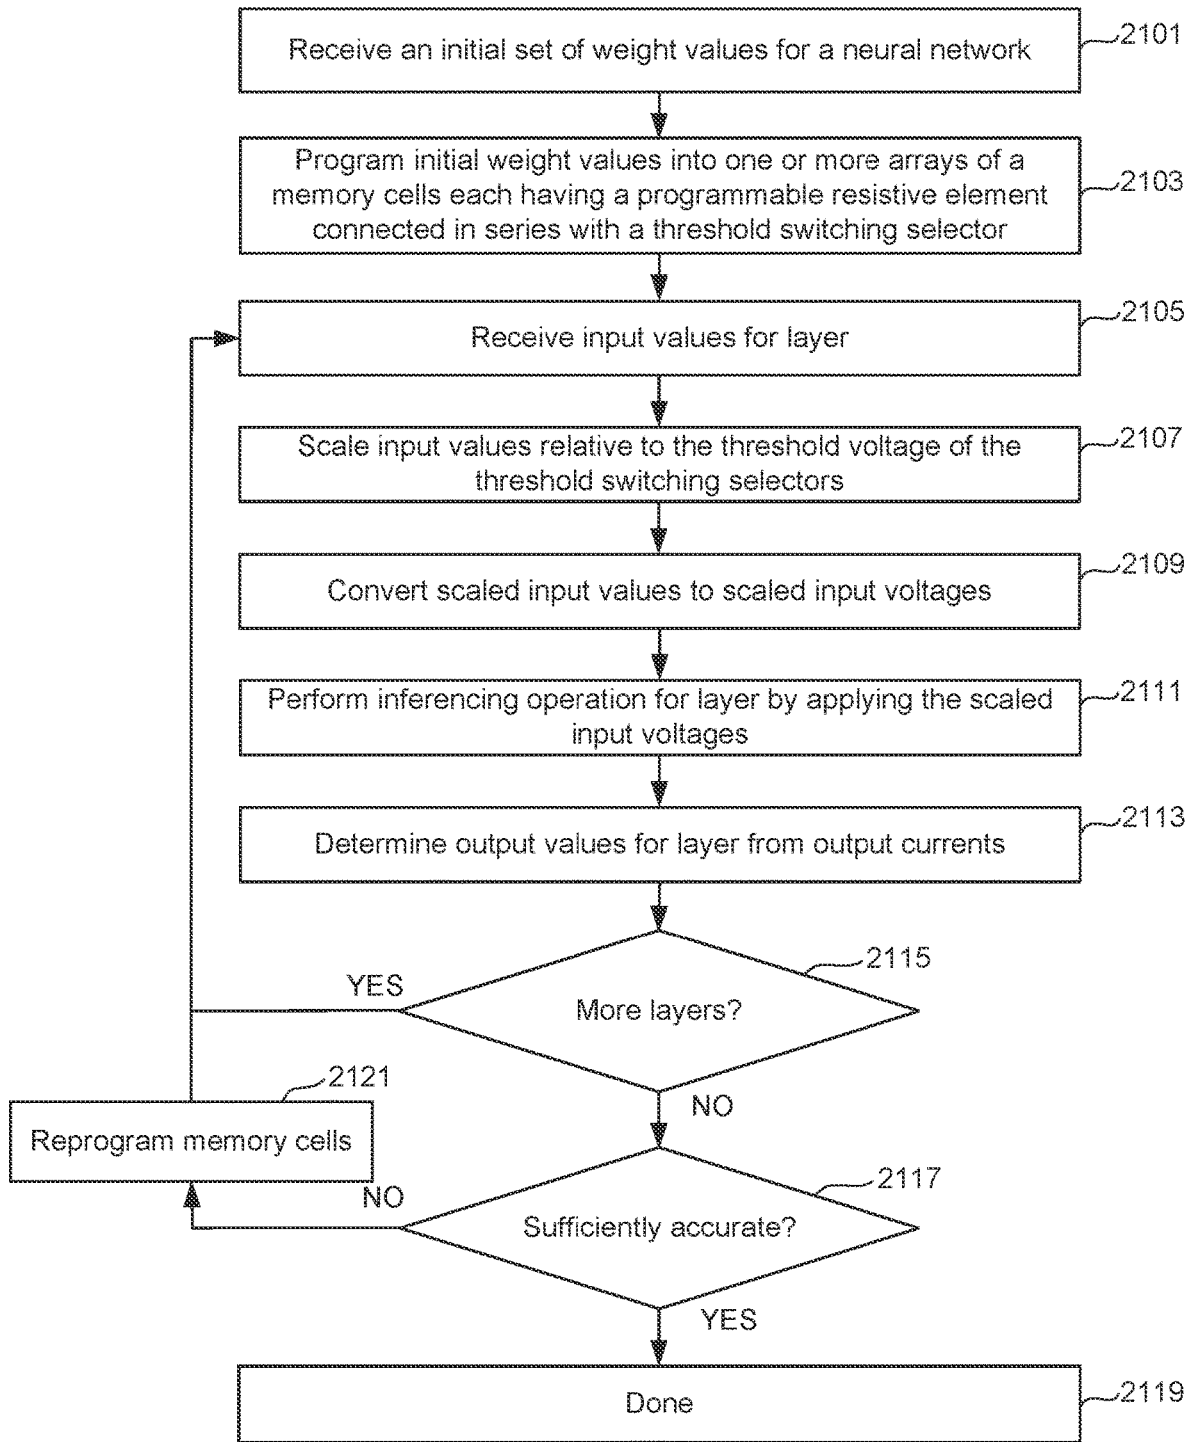 Receive an initial set of weight values for a neural network
2101
Program initial weight values into one or more arrays of a
memory cells each having a programmable resistive element
connected in series with a threshold switching selector
2103
Receive input values for layer
2105
Scale input values relative to the threshold voltage of the
threshold switching selectors
2107
Convert scaled input values to scaled input voltages
2109
Perform inferencing operation for layer by applying the scaled
input voltages
2111
Determine output values for layer from output currents
2113
More layers?
2115
YES
NO
Reprogram memory cells
2121
Sufficiently accurate?
2117
NO
YES
Done
2119